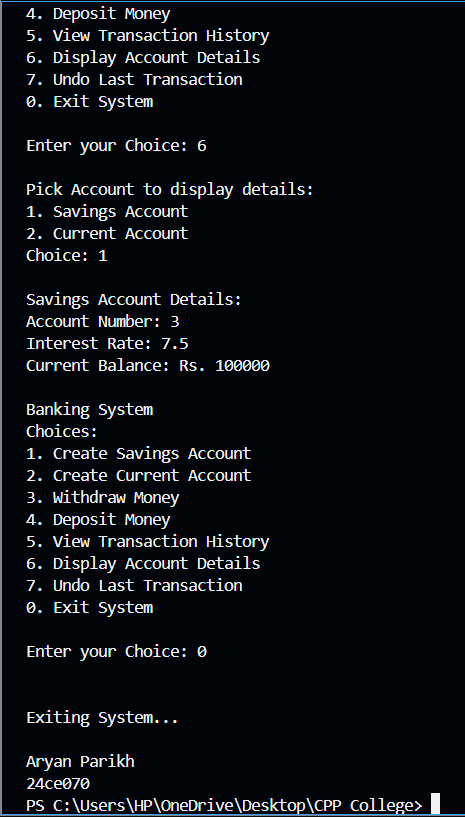 4. Deposit Money
5. View Transaction History
6. Display Account Details
7. Undo Last Transaction
0. Exit System
Enter your Choice: 6
Pick Account to display details:
1. Savings Account
2. Current Account
Choice: 1
Savings Account Details:
Account Number: 3
Interest Rate: 7.5
Current Balance: Rs. 100000
Banking System
Choices:
1. Create Savings Account
2. Create Current Account
3. Withdraw Money
4. Deposit Money
5. View Transaction History
6. Display Account Details
7. Undo Last Transaction
0. Exit System
Enter your Choice: 0
Exiting System...
Aryan Parikh
24ce070
PS C:\Users\HP\OneDrive\Desktop\CPP College>